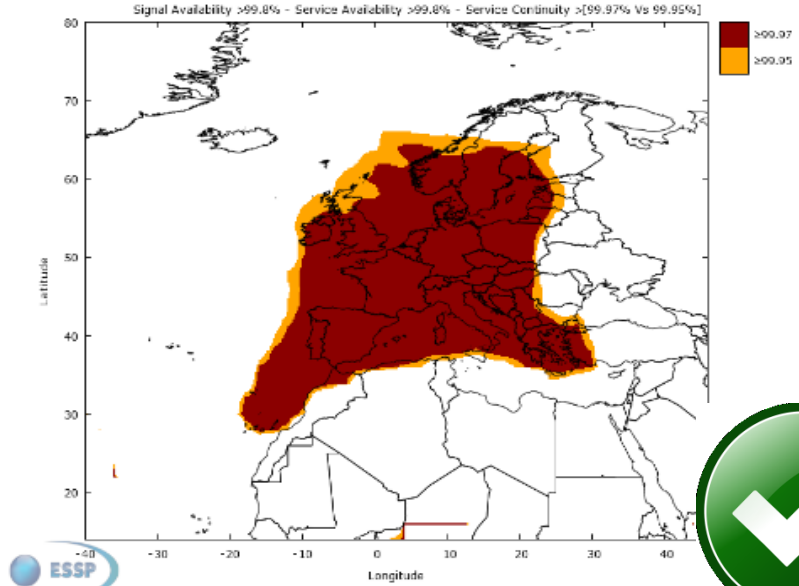 Signal Availability >99.8% - Service Availability >99.8% - Service Continuity >[99.97% Vs 99.95%]
≥99.97
≥99.95
80
70
60
50
40
30
20
Latitude
-40 -30 -20 -10 0 10 20 30 40
Longitude
ESSP